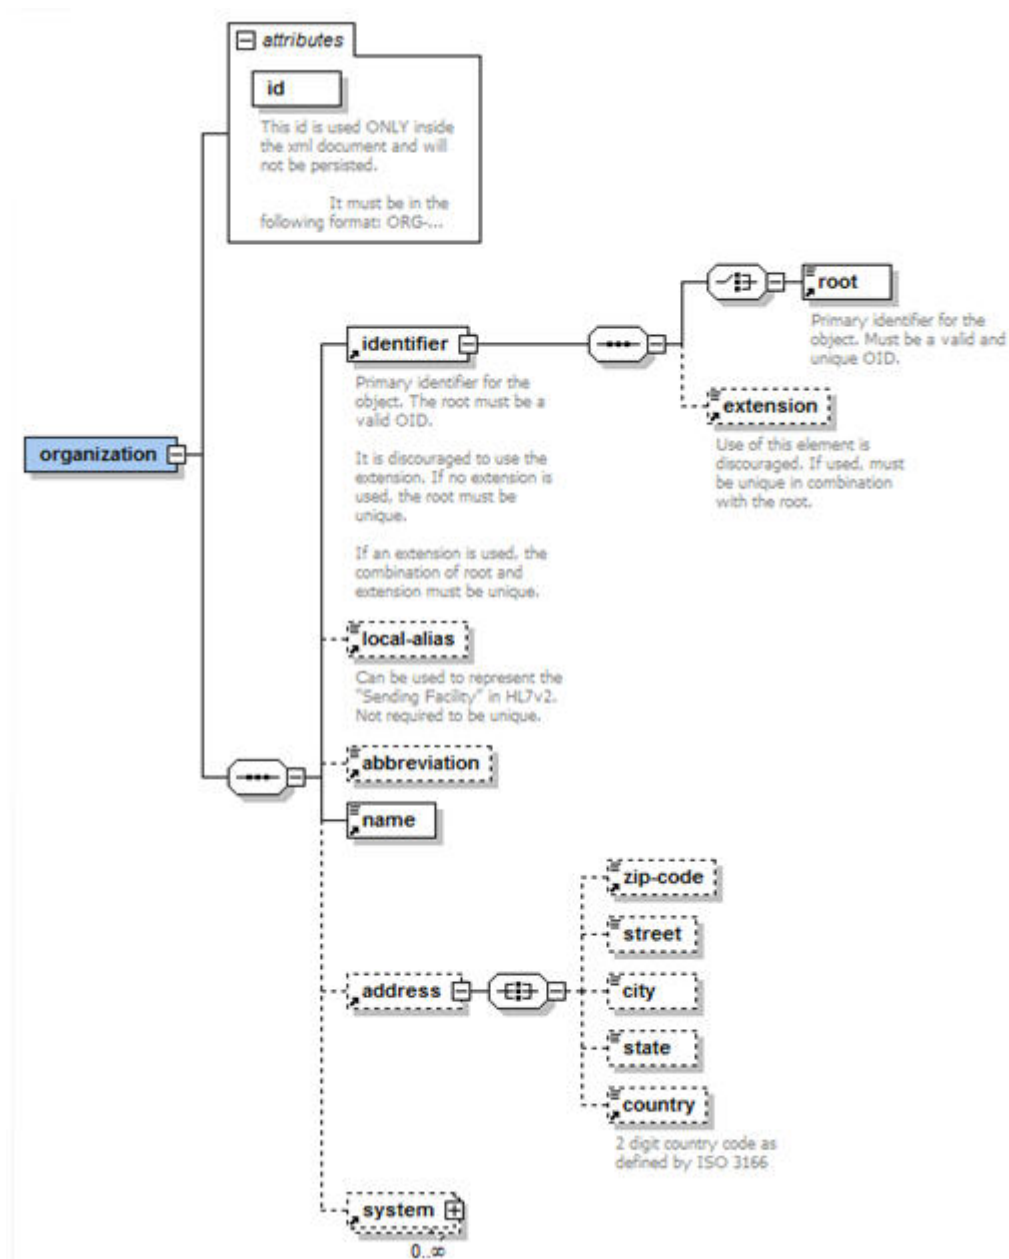 attributes
id
This id is used ONLY inside
the xml document and will
not be persisted.
It must be in the
following format: ORG-...
root
Primary identifier for the
object. Must be a valid and
unique OID.
identifier
Primary identifier for the
object. The root must be a
valid OID.
It is discouraged to use the
extension. If no extension is
used, the root must be
unique.
If an extension is used, the
combination of root and
extension must be unique.
extension
Use of this element is
discouraged. If used, must
be unique in combination
with the root.
organization
local-alias
Can be used to represent the
"Sending Facility" in HL7v2.
Not required to be unique.
abbreviation
name
zip-code
street
address
city
state
country
2 digit country code as
defined by ISO 3166
system
0..∞